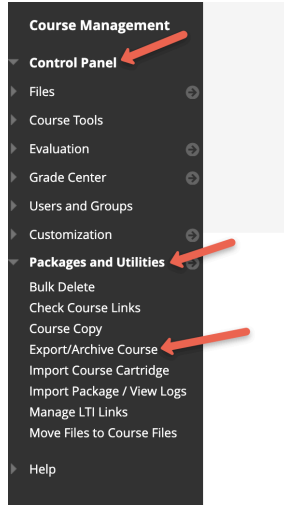 Course Management
Control Panel
Files
Course Tools
Evaluation
Grade Center
Users and Groups
Customization
Packages and Utilities
Bulk Delete
Check Course Links
Course Copy
Export/Archive Course
Import Course Cartridge
Import Package / View Logs
Manage LTI Links
Move Files to Course Files
Help